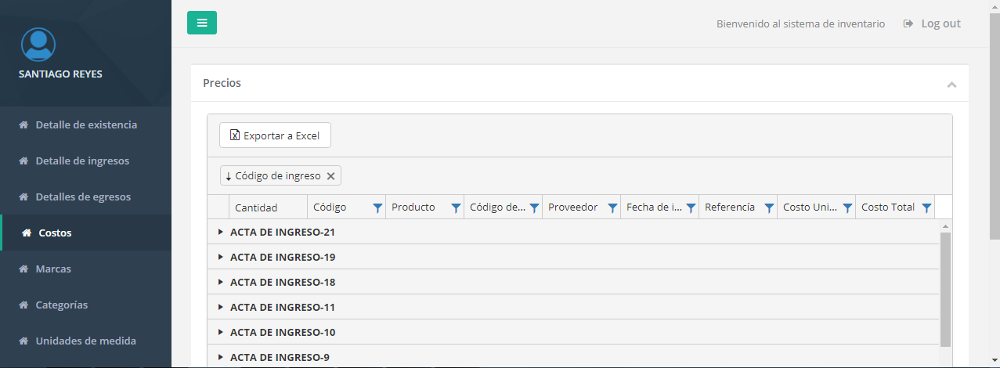 Bienvenido al sistema de inventario
Log out
SANTIAGO REYES
Detalle de existencia
Detalle de ingresos
Detalles de egresos
Costos
Marcas
Categorías
Unidades de medida
Precios
Exportar a Excel
↓ Código de ingreso ×
Cantidad Código Producto Código de... Proveedor Fecha de i... Referencía Costo Uni... Costo Total
ACTA DE INGRESO-21
ACTA DE INGRESO-19
ACTA DE INGRESO-18
ACTA DE INGRESO-11
ACTA DE INGRESO-10
ACTA DE INGRESO-9